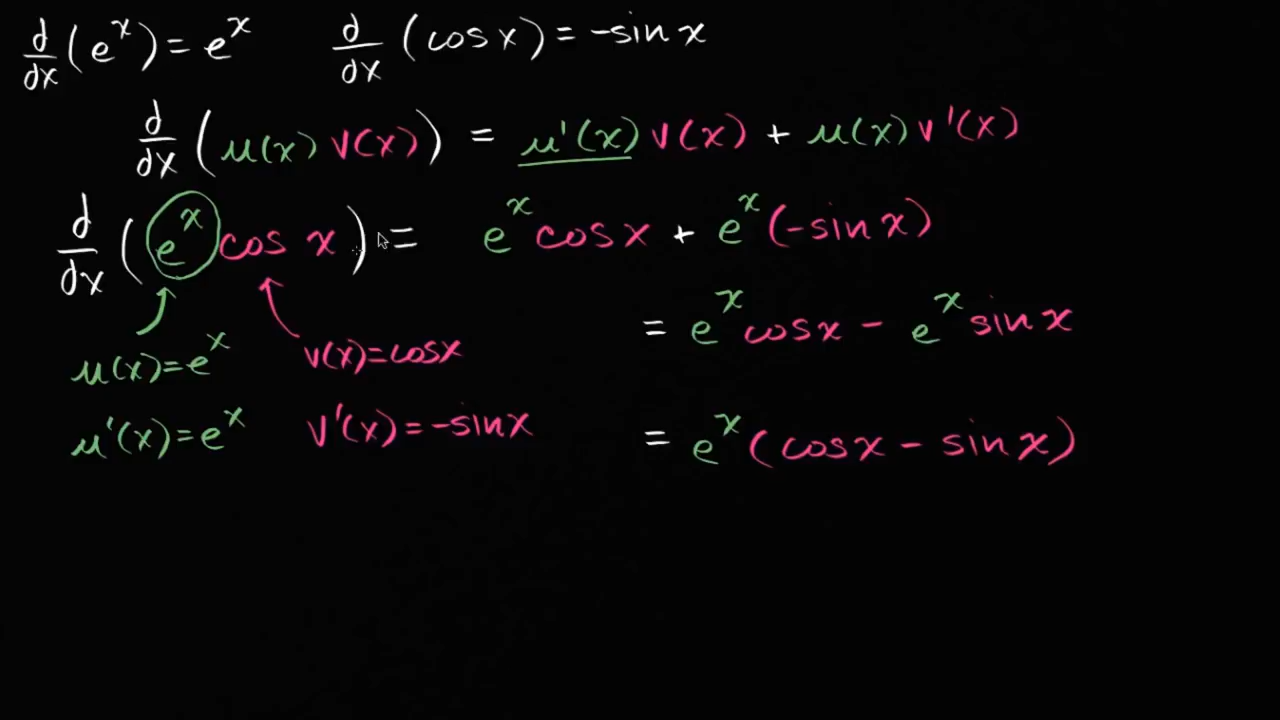 d/dx (e^x) = e^x   d/dx (cos x) = -sin x
d/dx (u(x) v(x)) = u'(x) v(x) + u(x) v'(x)
d/dx (e^x cos x) = e^x cos x + e^x (-sin x)
= e^x cos x - e^x sin x
u(x) = e^x   v(x) = cos x
u'(x) = e^x   v'(x) = -sin x
= e^x (cos x - sin x)